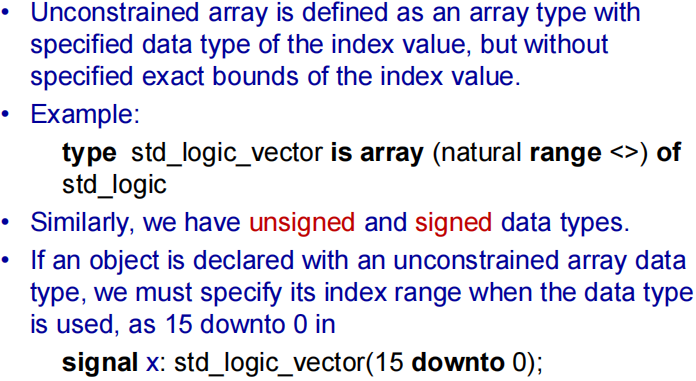 • Unconstrained array is defined as an array type with
specified data type of the index value, but without
specified exact bounds of the index value.
• Example:
type std_logic_vector is array (natural range <>) of
std_logic
• Similarly, we have unsigned and signed data types.
• If an object is declared with an unconstrained array data
type, we must specify its index range when the data type
is used, as 15 downto 0 in
signal x: std_logic_vector(15 downto 0);